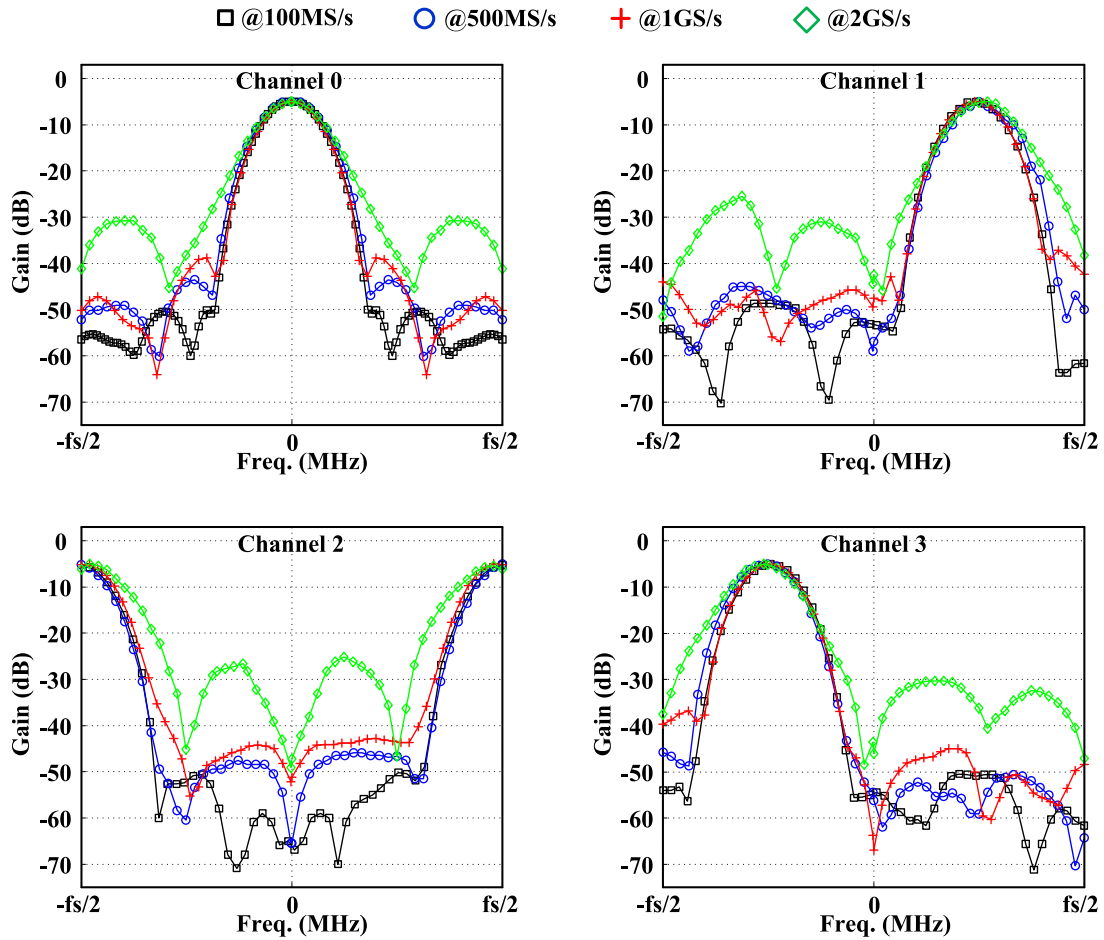 @100MS/s @500MS/s @1GS/s @2GS/s
Channel 0
0
-10
-20
-30
-40
-50
-60
-70
Gain (dB)
-fs/2 0 fs/2
Freq. (MHz)
Channel 1
0
-10
-20
-30
-40
-50
-60
-70
Gain (dB)
-fs/2 0 fs/2
Freq. (MHz)
Channel 2
0
-10
-20
-30
-40
-50
-60
-70
Gain (dB)
-fs/2 0 fs/2
Freq. (MHz)
Channel 3
0
-10
-20
-30
-40
-50
-60
-70
Gain (dB)
-fs/2 0 fs/2
Freq. (MHz)